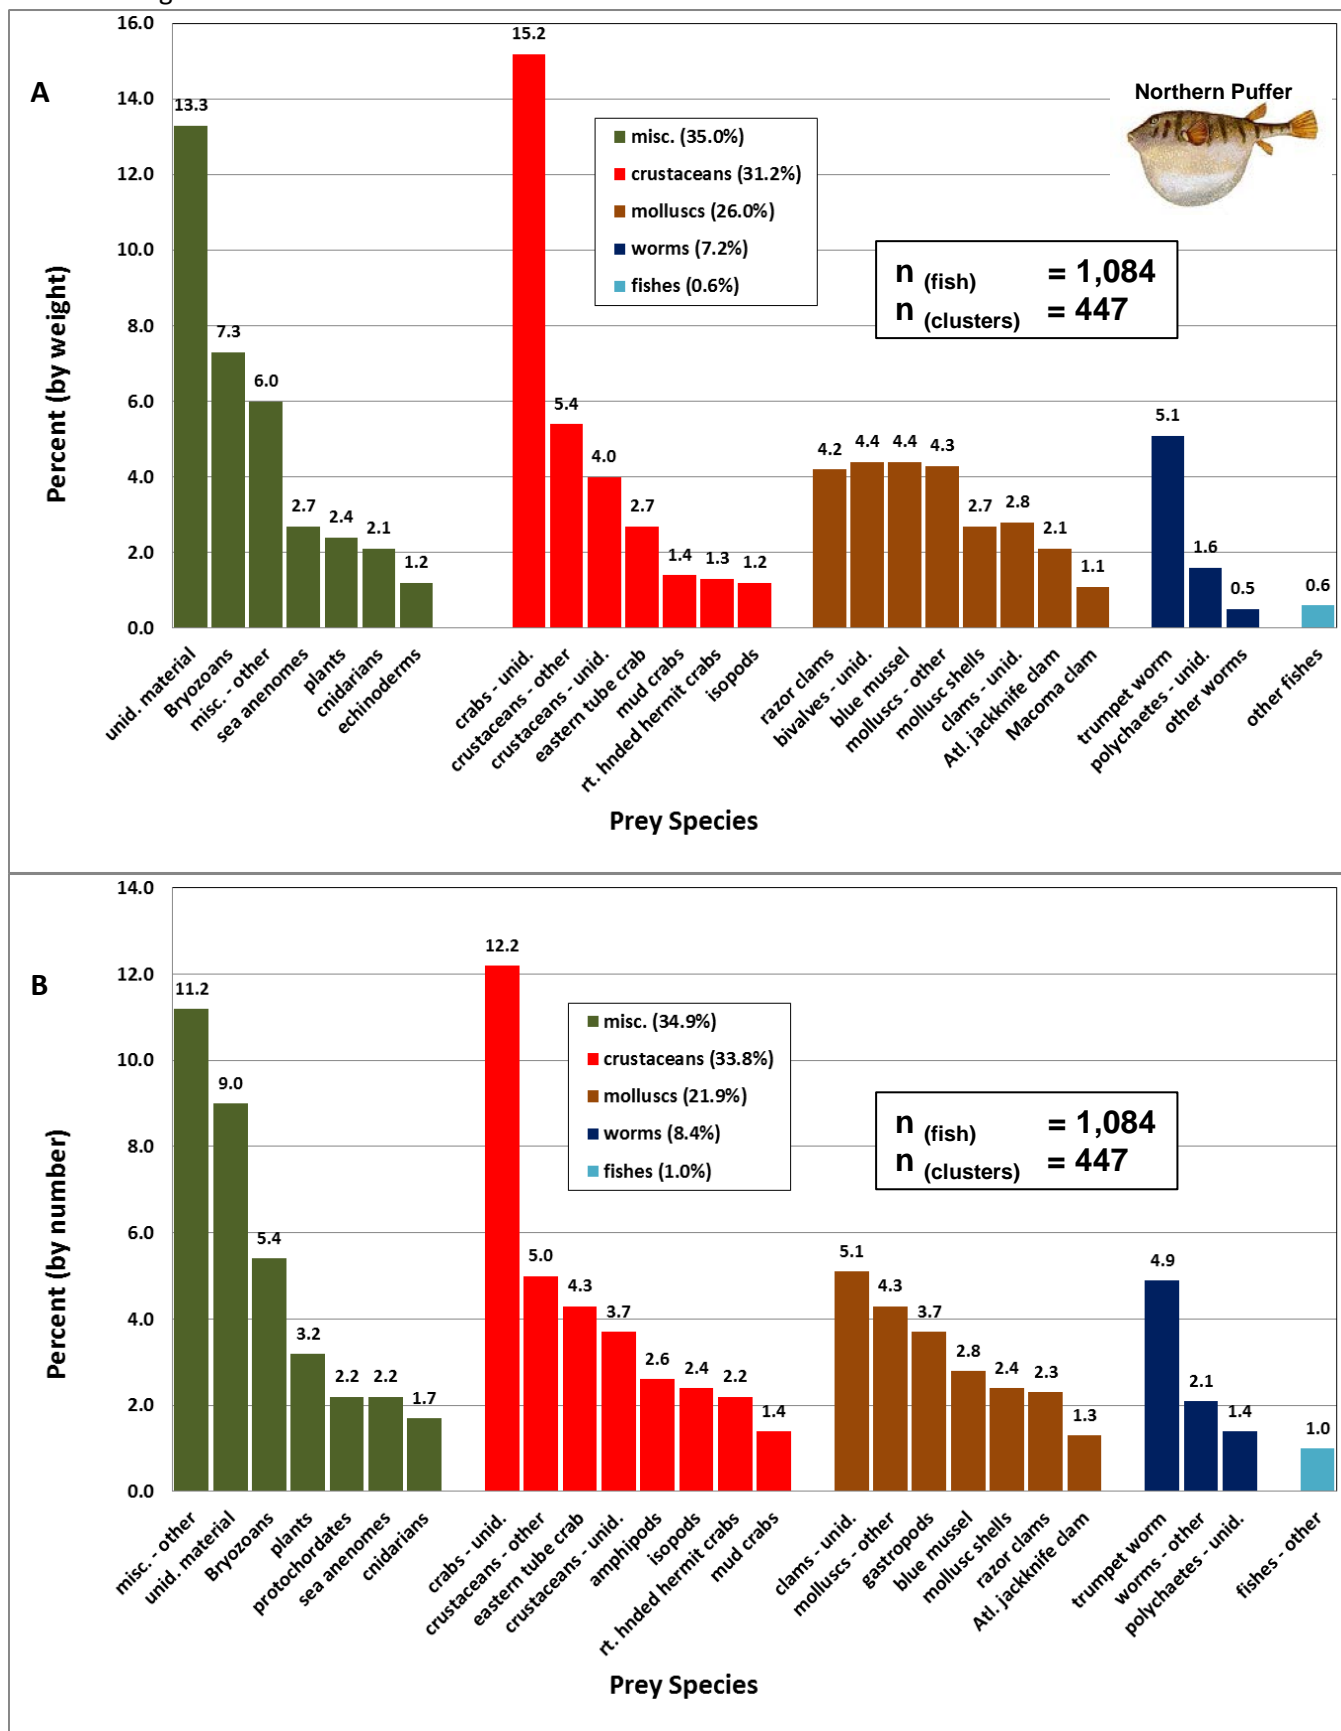 16.0
15.2
A
14.0
13.3
Northern Puffer
misc. (35.0%)
crustaceans (31.2%)
molluscs (26.0%)
worms (7.2%)
fishes (0.6%)
12.0
10.0
n (fish) = 1,084
n (clusters) = 447
Percent (by weight)
8.0
7.3
6.0
6.0
5.4
5.1
4.0
4.0
4.2
4.4
4.4
4.3
2.7
2.4
2.1
1.2
2.7
1.4
1.3
1.2
2.7
2.8
2.1
1.1
1.6
0.5
0.6
2.0
0.0
unid. material
Bryozoans
misc. - other
sea anenomes
plants
cnidarians
echinoderms
crabs - unid.
crustaceans - other
crustaceans - unid.
eastern tube crab
mud crabs
rt. hnded hermit crabs
isopods
razor clams
bivalves - unid.
blue mussel
molluscs - other
mollusc shells
clams - unid.
Atl. jackknife clam
Macoma clam
trumpet worm
polychaetes - unid.
other worms
other fishes
Prey Species
14.0
12.2
12.0
B
11.2
misc. (34.9%)
crustaceans (33.8%)
molluscs (21.9%)
worms (8.4%)
fishes (1.0%)
10.0
9.0
n (fish) = 1,084
n (clusters) = 447
Percent (by number)
8.0
6.0
5.4
5.0
5.1
4.9
4.3
3.7
4.3
3.7
4.0
3.2
2.2
2.2
1.7
2.6
2.4
2.2
1.4
2.8
2.4
2.3
1.3
2.1
1.4
1.0
2.0
0.0
misc. - other
unid. material
Bryozoans
plants
protochordates
sea anenomes
cnidarians
crabs - unid.
crustaceans - other
eastern tube crab
crustaceans - unid.
amphipods
isopods
rt. hnded hermit crabs
mud crabs
clams - unid.
molluscs - other
gastropods
blue mussel
mollusc shells
razor clams
Atl. jackknife clam
trumpet worm
worms - other
polychaetes - unid.
fishes - other
Prey Species